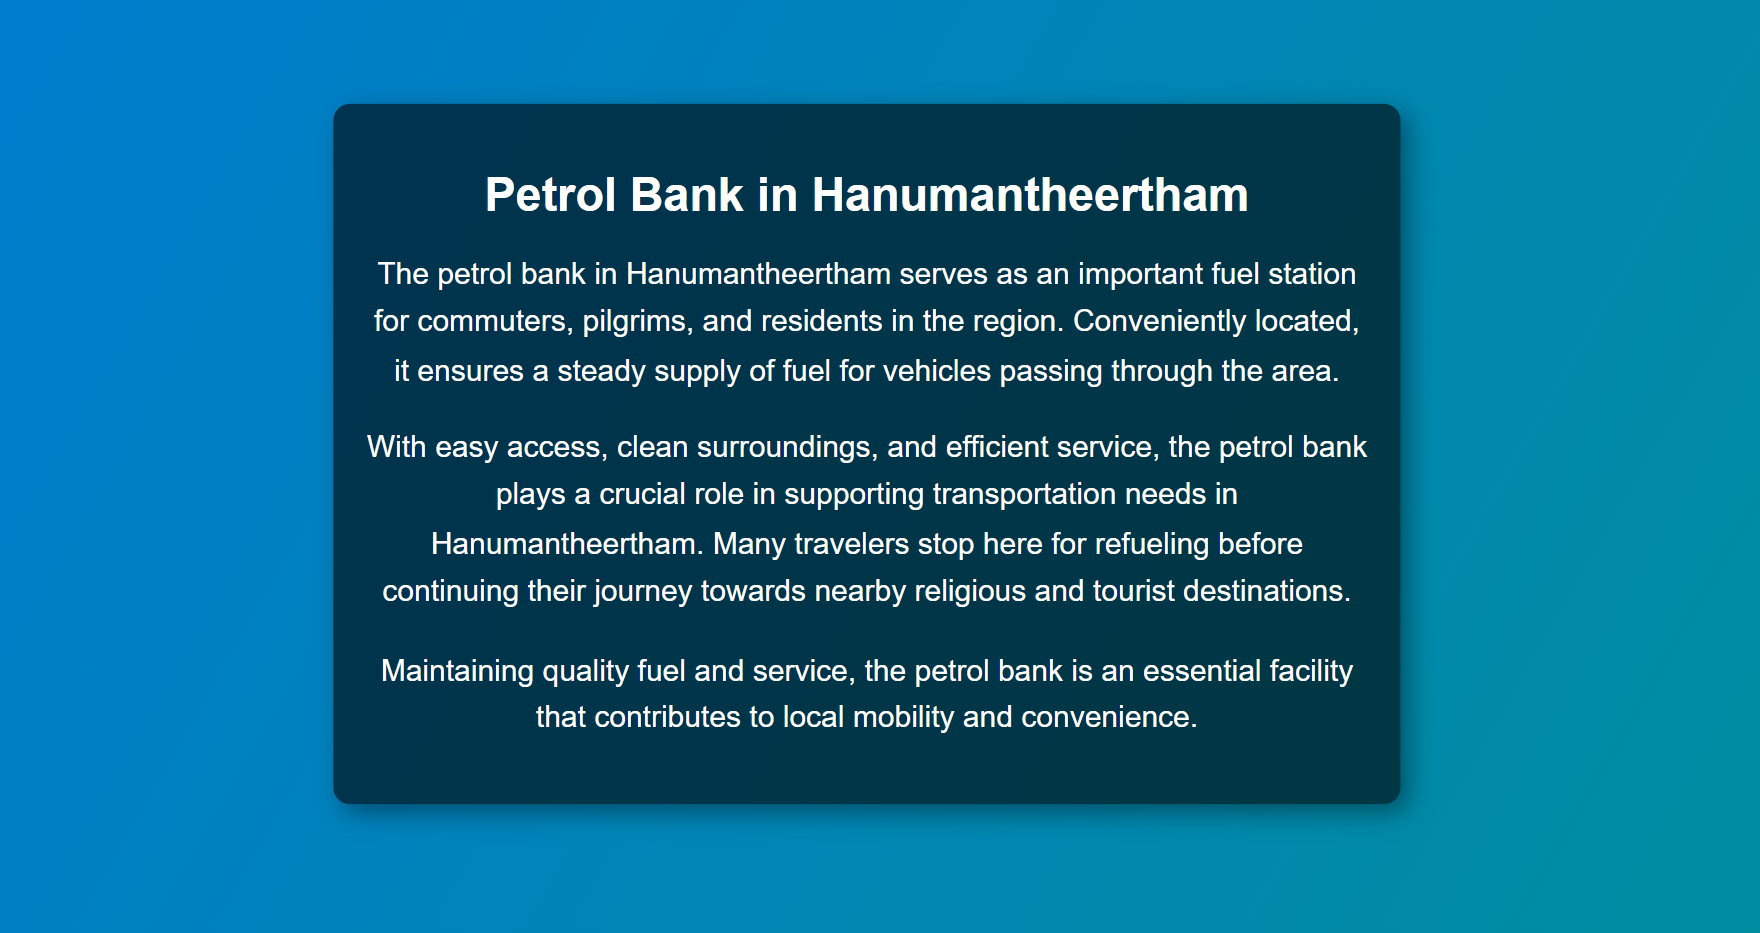 Petrol Bank in Hanumantheertham
The petrol bank in Hanumantheertham serves as an important fuel station
for commuters, pilgrims, and residents in the region. Conveniently located,
it ensures a steady supply of fuel for vehicles passing through the area.
With easy access, clean surroundings, and efficient service, the petrol bank
plays a crucial role in supporting transportation needs in
Hanumantheertham. Many travelers stop here for refueling before
continuing their journey towards nearby religious and tourist destinations.
Maintaining quality fuel and service, the petrol bank is an essential facility
that contributes to local mobility and convenience.